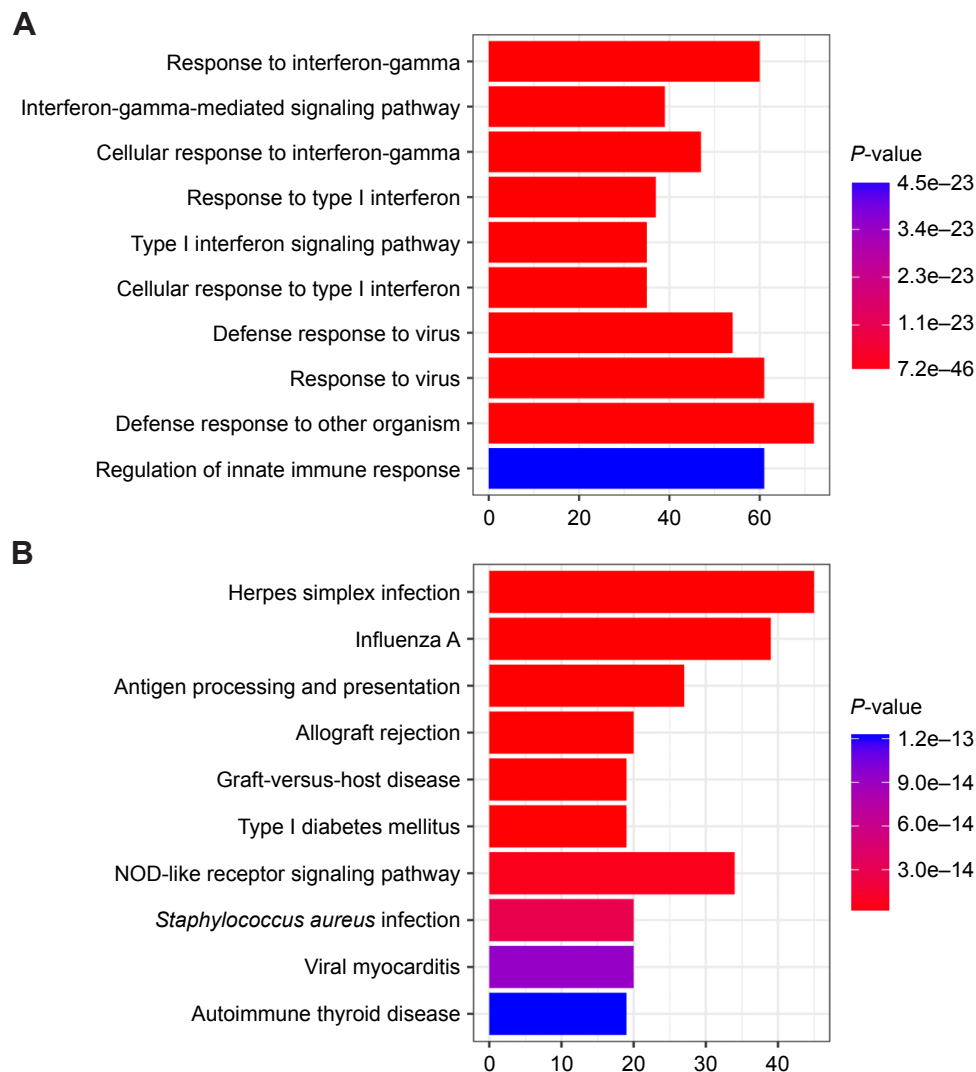 A
Response to interferon-gamma
Interferon-gamma-mediated signaling pathway
Cellular response to interferon-gamma
Response to type I interferon
Type I interferon signaling pathway
Cellular response to type I interferon
Defense response to virus
Response to virus
Defense response to other organism
Regulation of innate immune response
0 20 40 60
P-value
4.5e–23
3.4e–23
2.3e–23
1.1e–23
7.2e–46
B
Herpes simplex infection
Influenza A
Antigen processing and presentation
Allograft rejection
Graft-versus-host disease
Type I diabetes mellitus
NOD-like receptor signaling pathway
Staphylococcus aureus infection
Viral myocarditis
Autoimmune thyroid disease
0 10 20 30 40
P-value
1.2e–13
9.0e–14
6.0e–14
3.0e–14